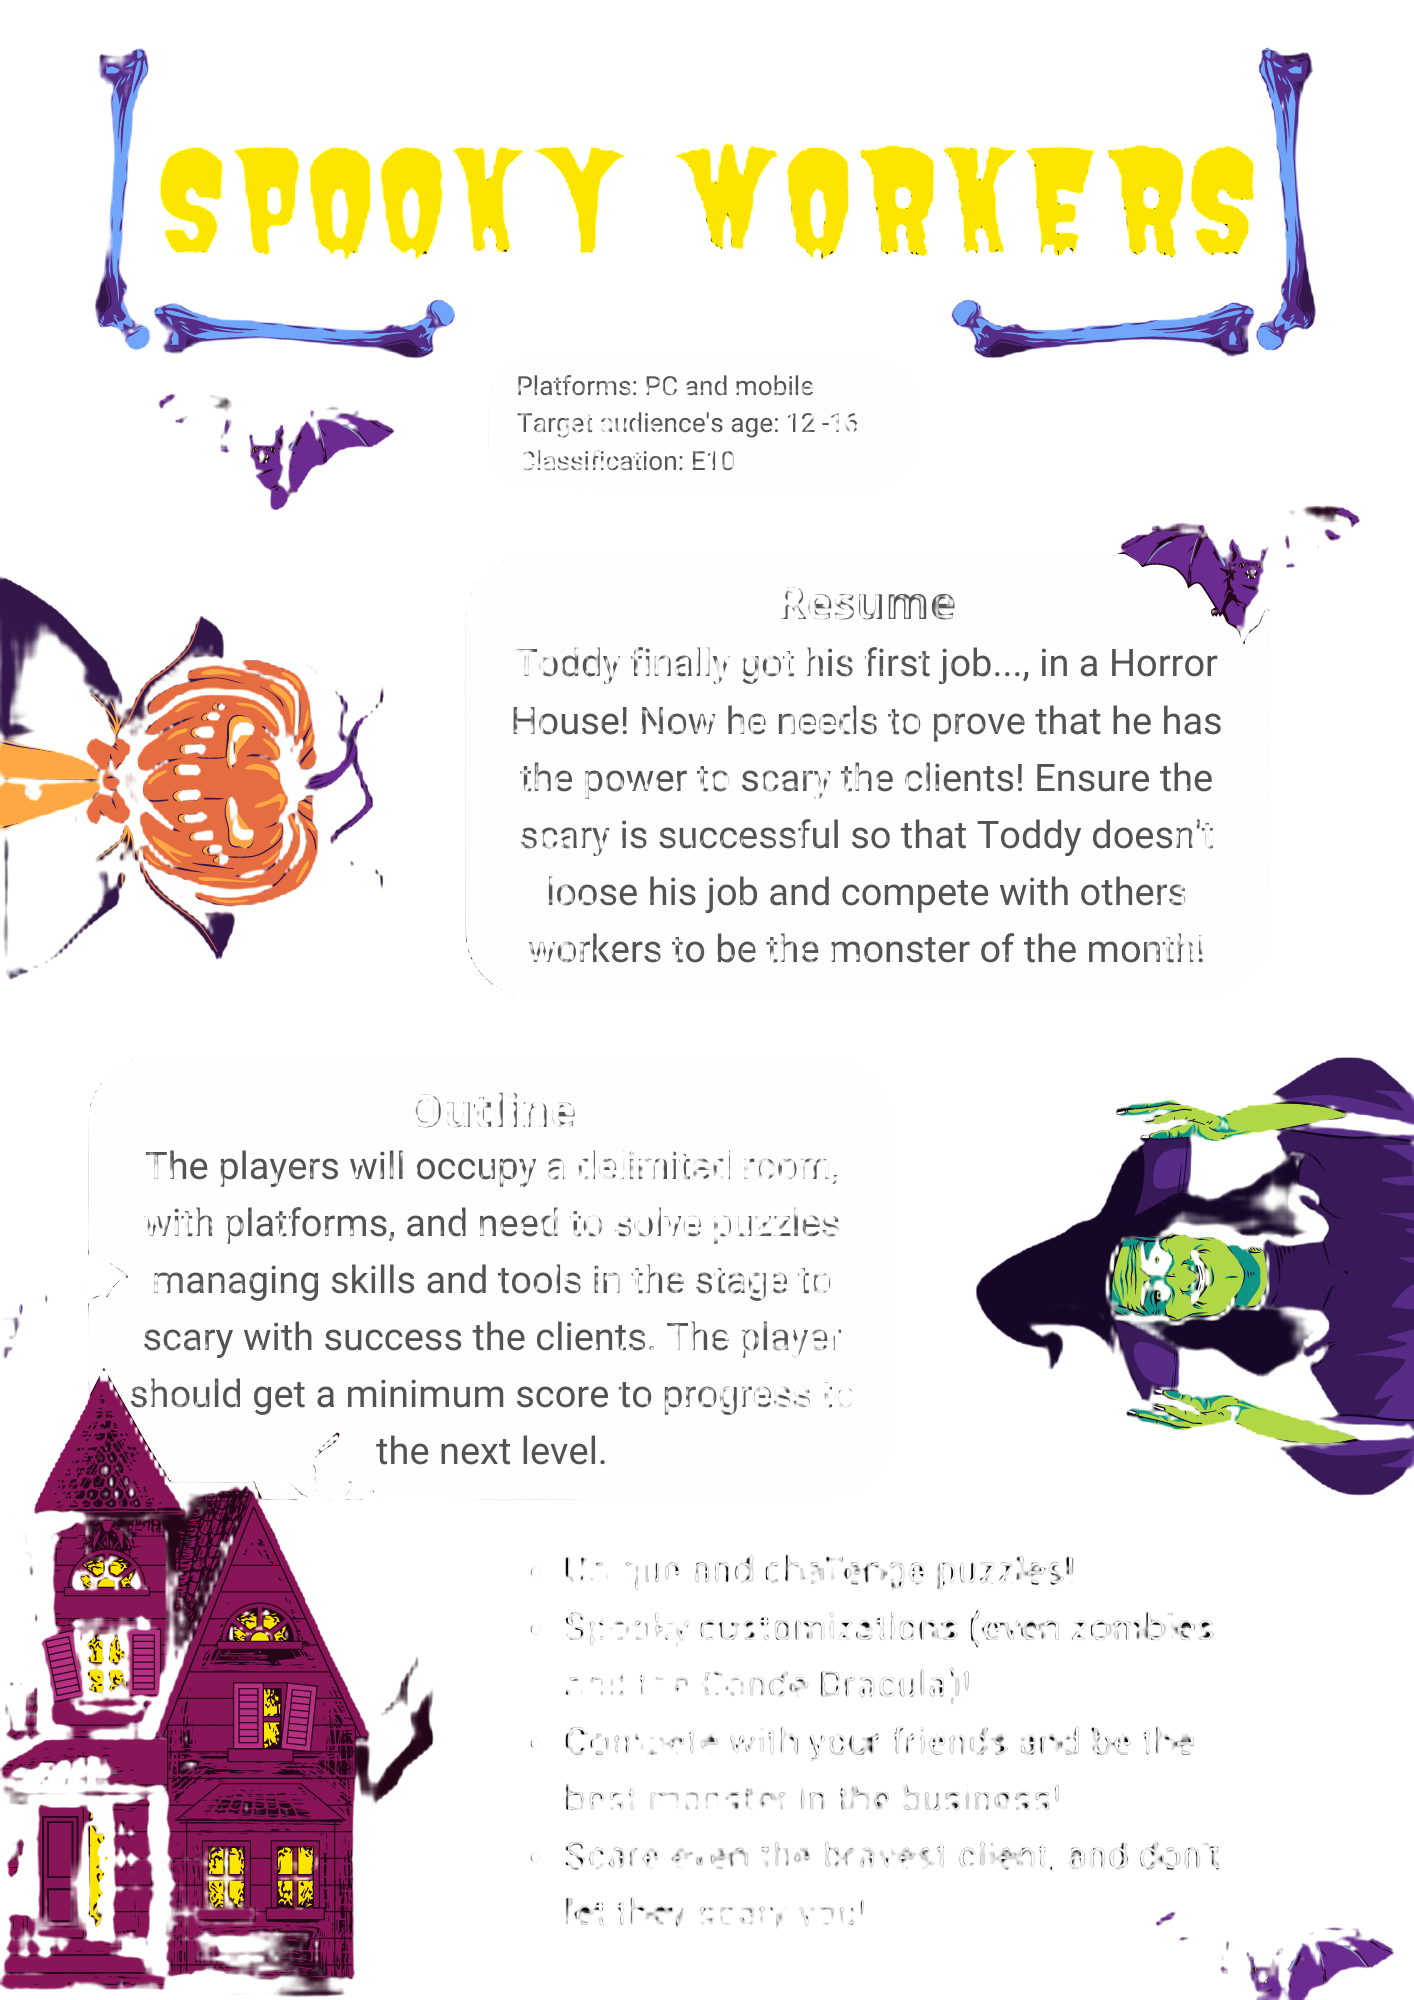 SPOOKY WORKERS
Platforms: PC and mobile
Target audience's age: 12 -16
Classification: E10
Resume
Toddy finally got his first job..., in a Horror
House! Now he needs to prove that he has
the power to scary the clients! Ensure the
scary is successful so that Toddy doesn't
loose his job and compete with others
workers to be the monster of the month!
Outline
The players will occupy a delimited room,
with platforms, and need to solve puzzles
managing skills and tools in the stage to
scary with success the clients. The player
should get a minimum score to progress to
the next level.
• Unique and challenge puzzles!
• Spooky customizations (even zombies
and the Conde Dracula)!
• Compete with your friends and be the
best monster in the business!
• Scare even the bravest client, and don't
let they scary you!